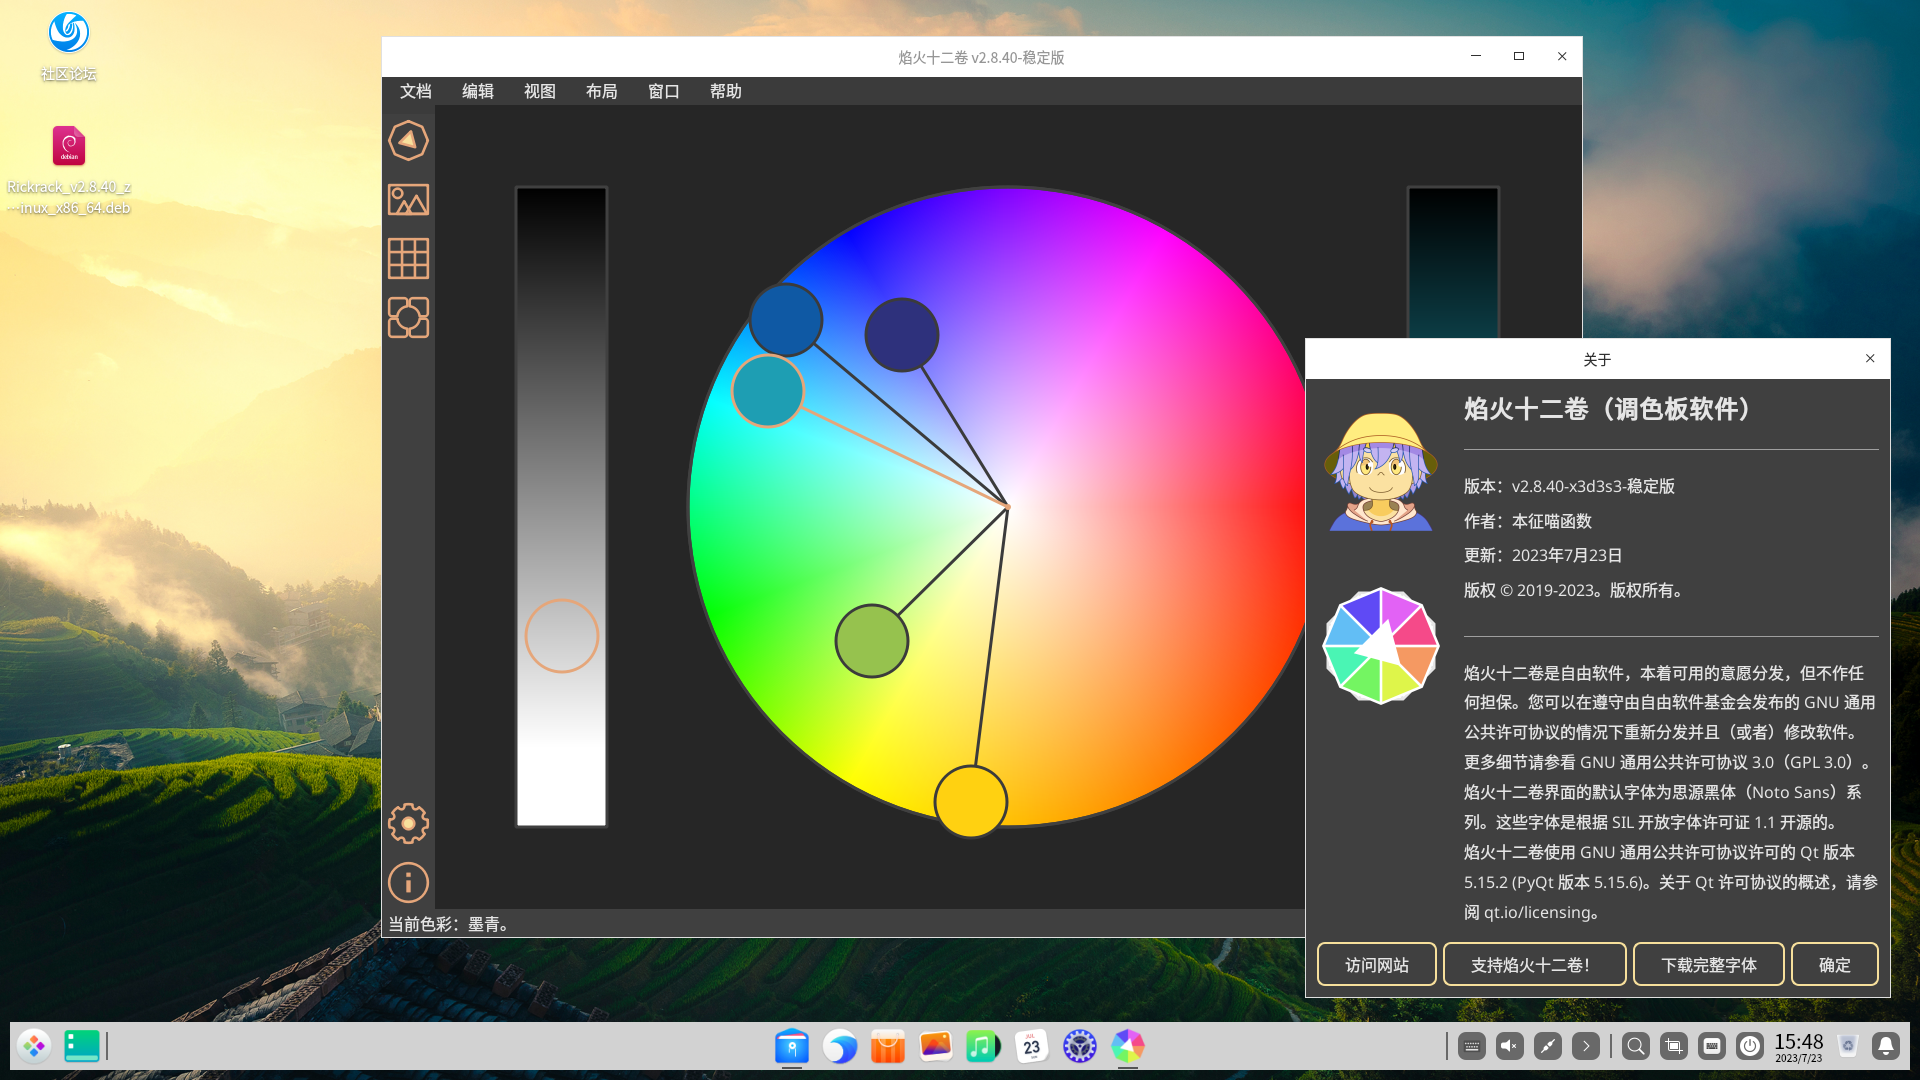 社区论坛
debian
Rickrack_v2.8.40_z
…inux_x86_64.deb
焰火十二卷 v2.8.40-稳定版
文档 编辑 视图 布局 窗口 帮助
当前色彩：墨青。
关于
焰火十二卷（调色板软件）
版本：v2.8.40-x3d3s3-稳定版
作者：本征喵函数
更新：2023年7月23日
版权 © 2019-2023。版权所有。
焰火十二卷是自由软件，本着可用的意愿分发，但不作任
何担保。您可以在遵守由自由软件基金会发布的 GNU 通用
公共许可协议的情况下重新分发并且（或者）修改软件。
更多细节请参看 GNU 通用公共许可协议 3.0（GPL 3.0）。
焰火十二卷界面的默认字体为思源黑体（Noto Sans）系
列。这些字体是根据 SIL 开放字体许可证 1.1 开源的。
焰火十二卷使用 GNU 通用公共许可协议许可的 Qt 版本
5.15.2 (PyQt 版本 5.15.6)。关于 Qt 许可协议的概述，请参
阅 qt.io/licensing。
访问网站 支持焰火十二卷！ 下载完整字体 确定
JUL
23
15:48
2023/7/23